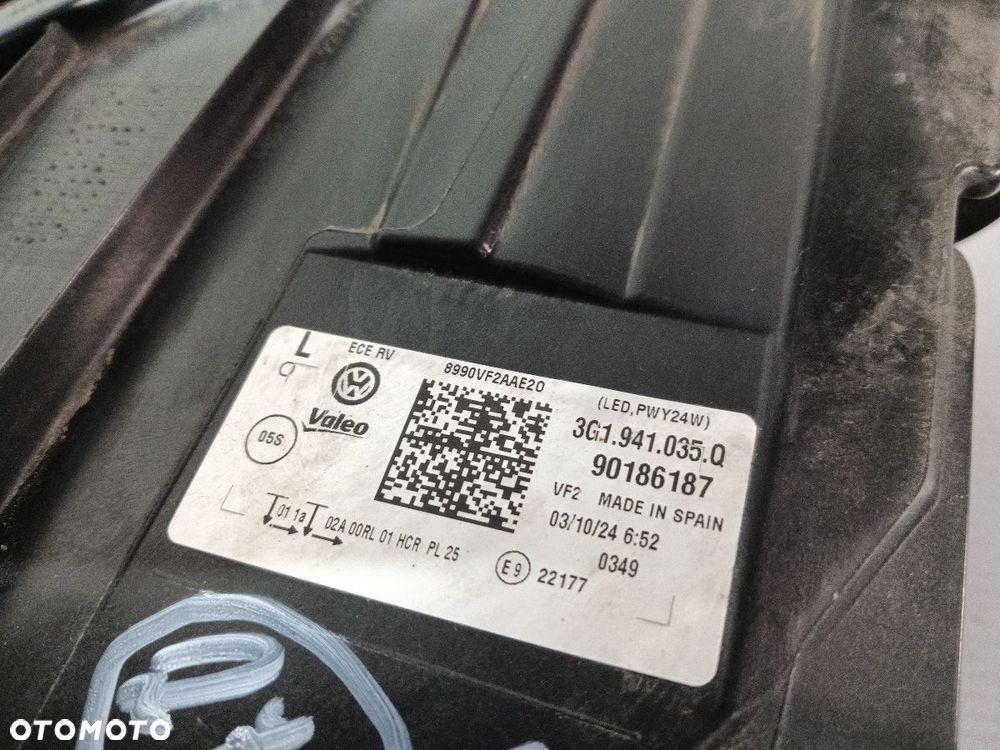 L
ECE RV
8990VF2AAE20
(LED,PWY24W)
Valeo
05S
3G1.941.035.Q
90186187
VF2 MADE IN SPAIN
03/10/24 6:52
0349
01 1a 02A 00RL 01 HCR PL 25
E9 22177
OTOMOTO